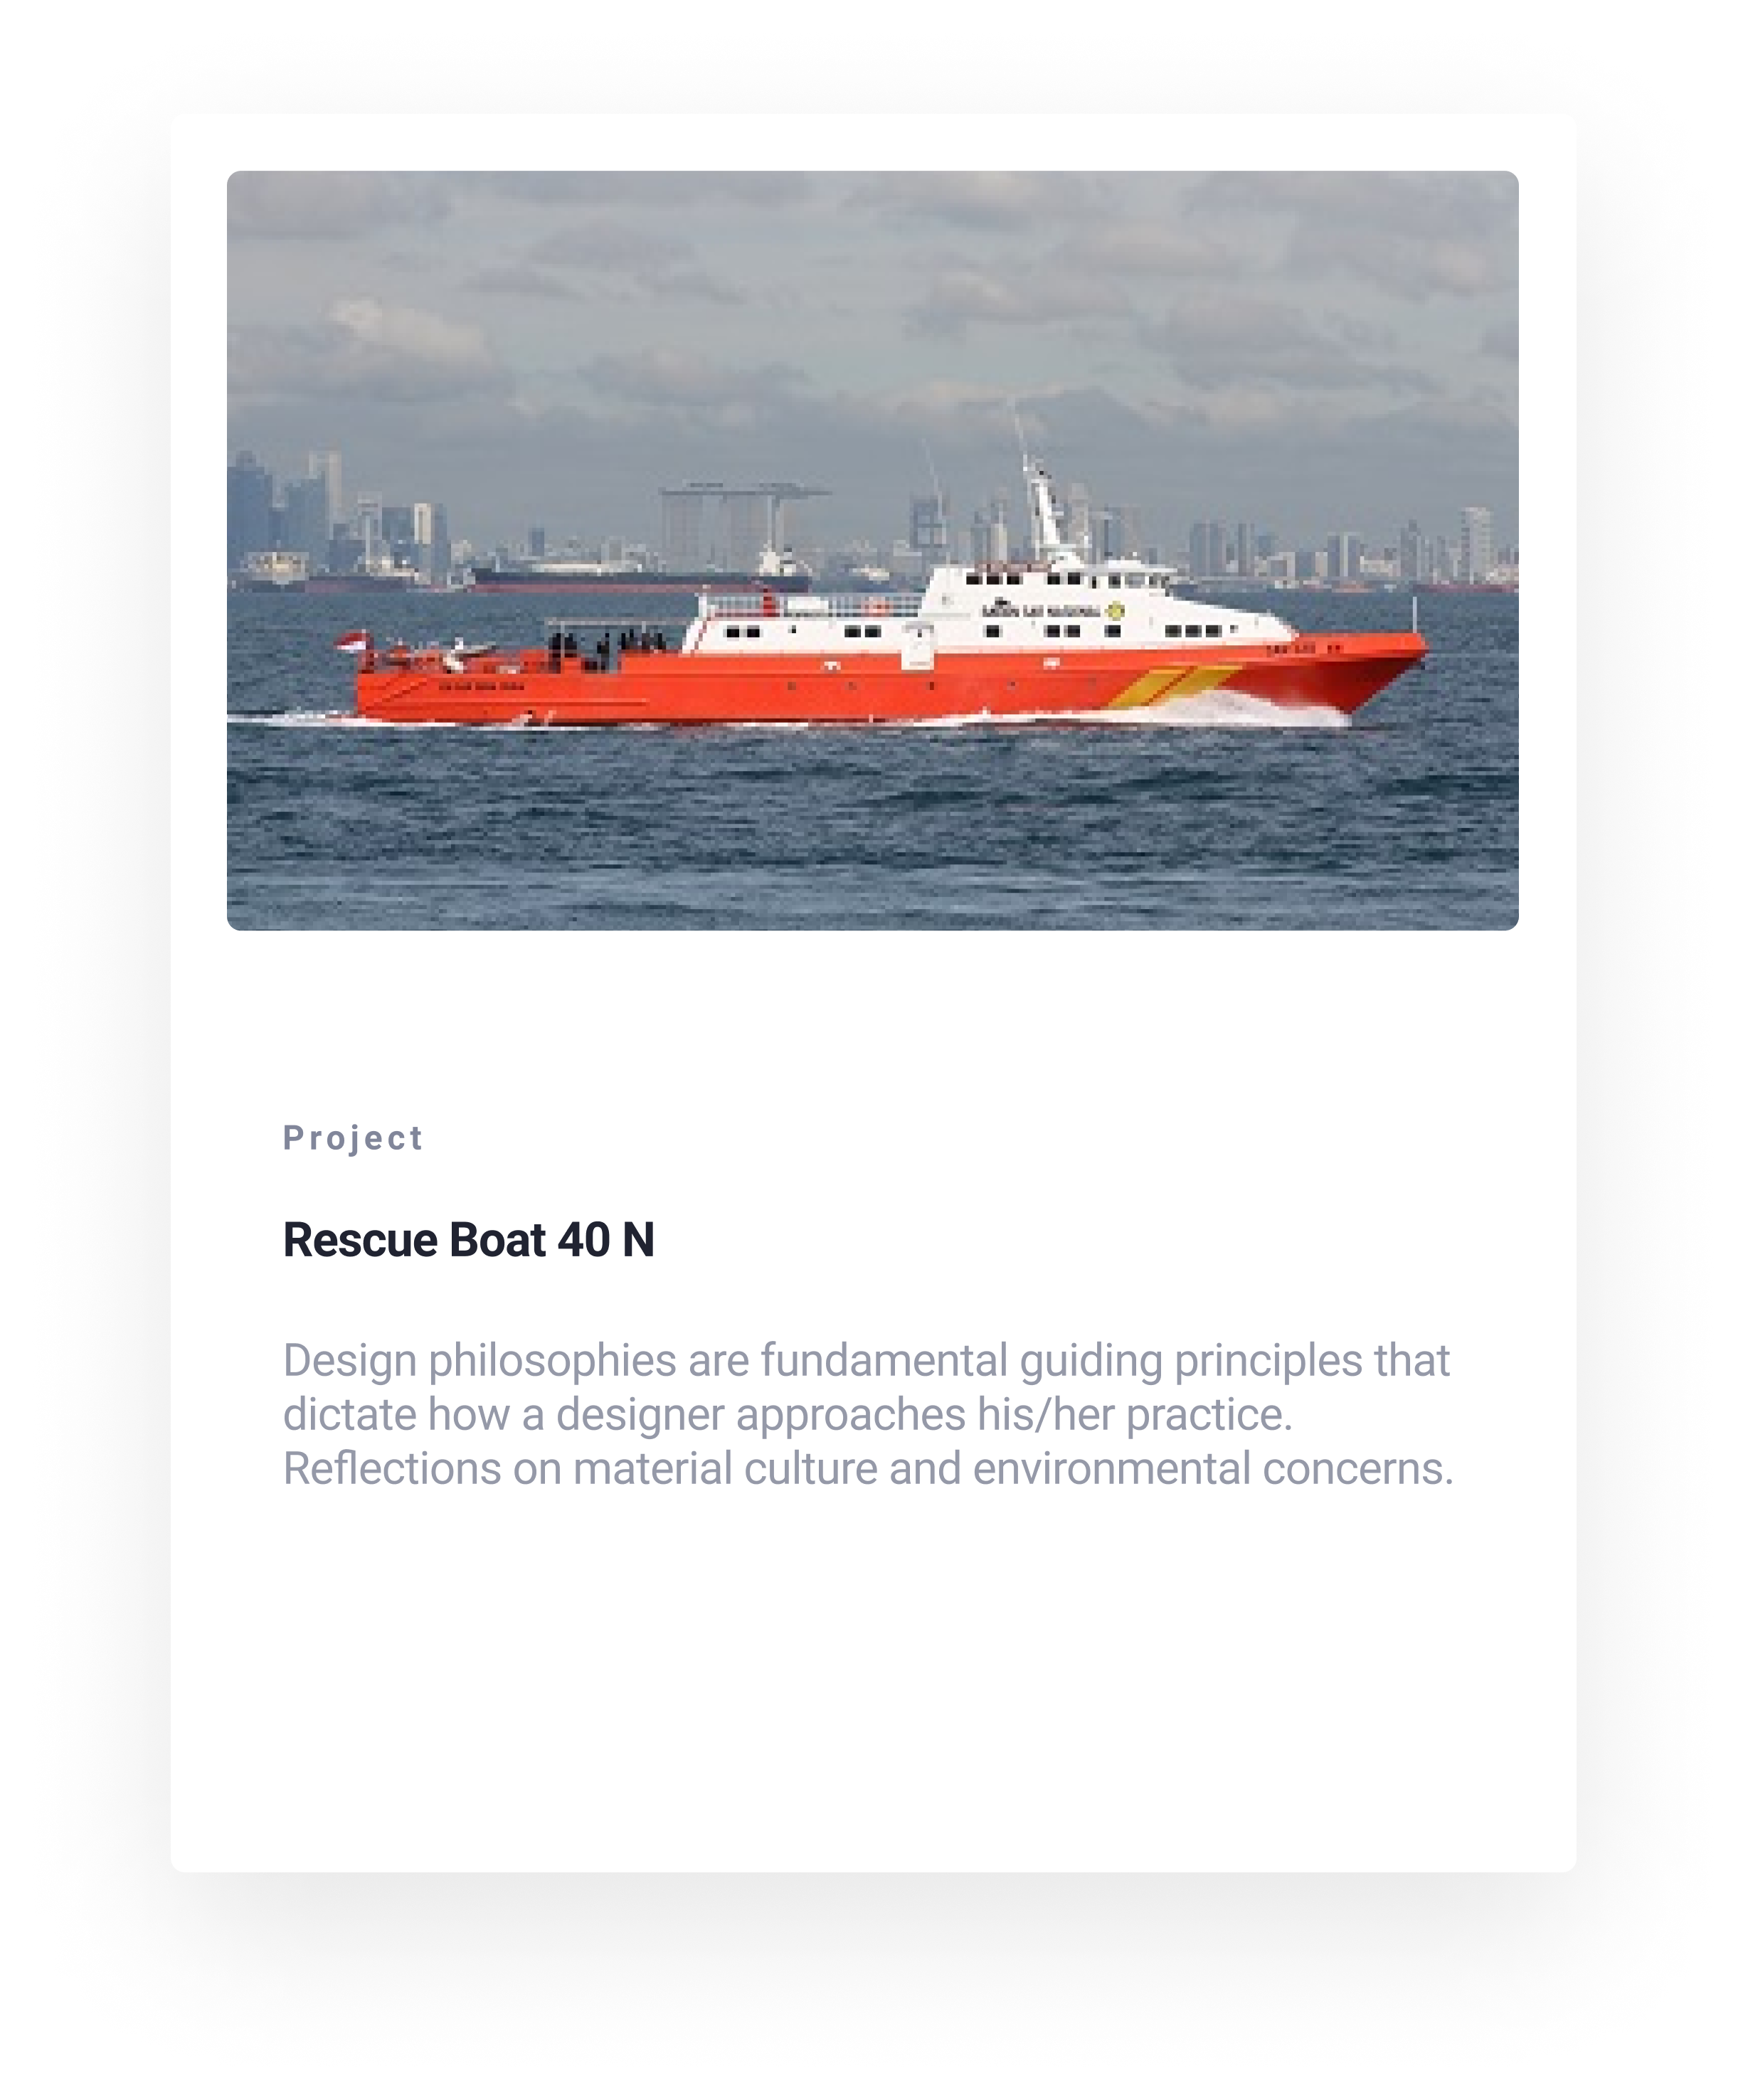 Project
Rescue Boat 40 N
Design philosophies are fundamental guiding principles that
dictate how a designer approaches his/her practice.
Reflections on material culture and environmental concerns.